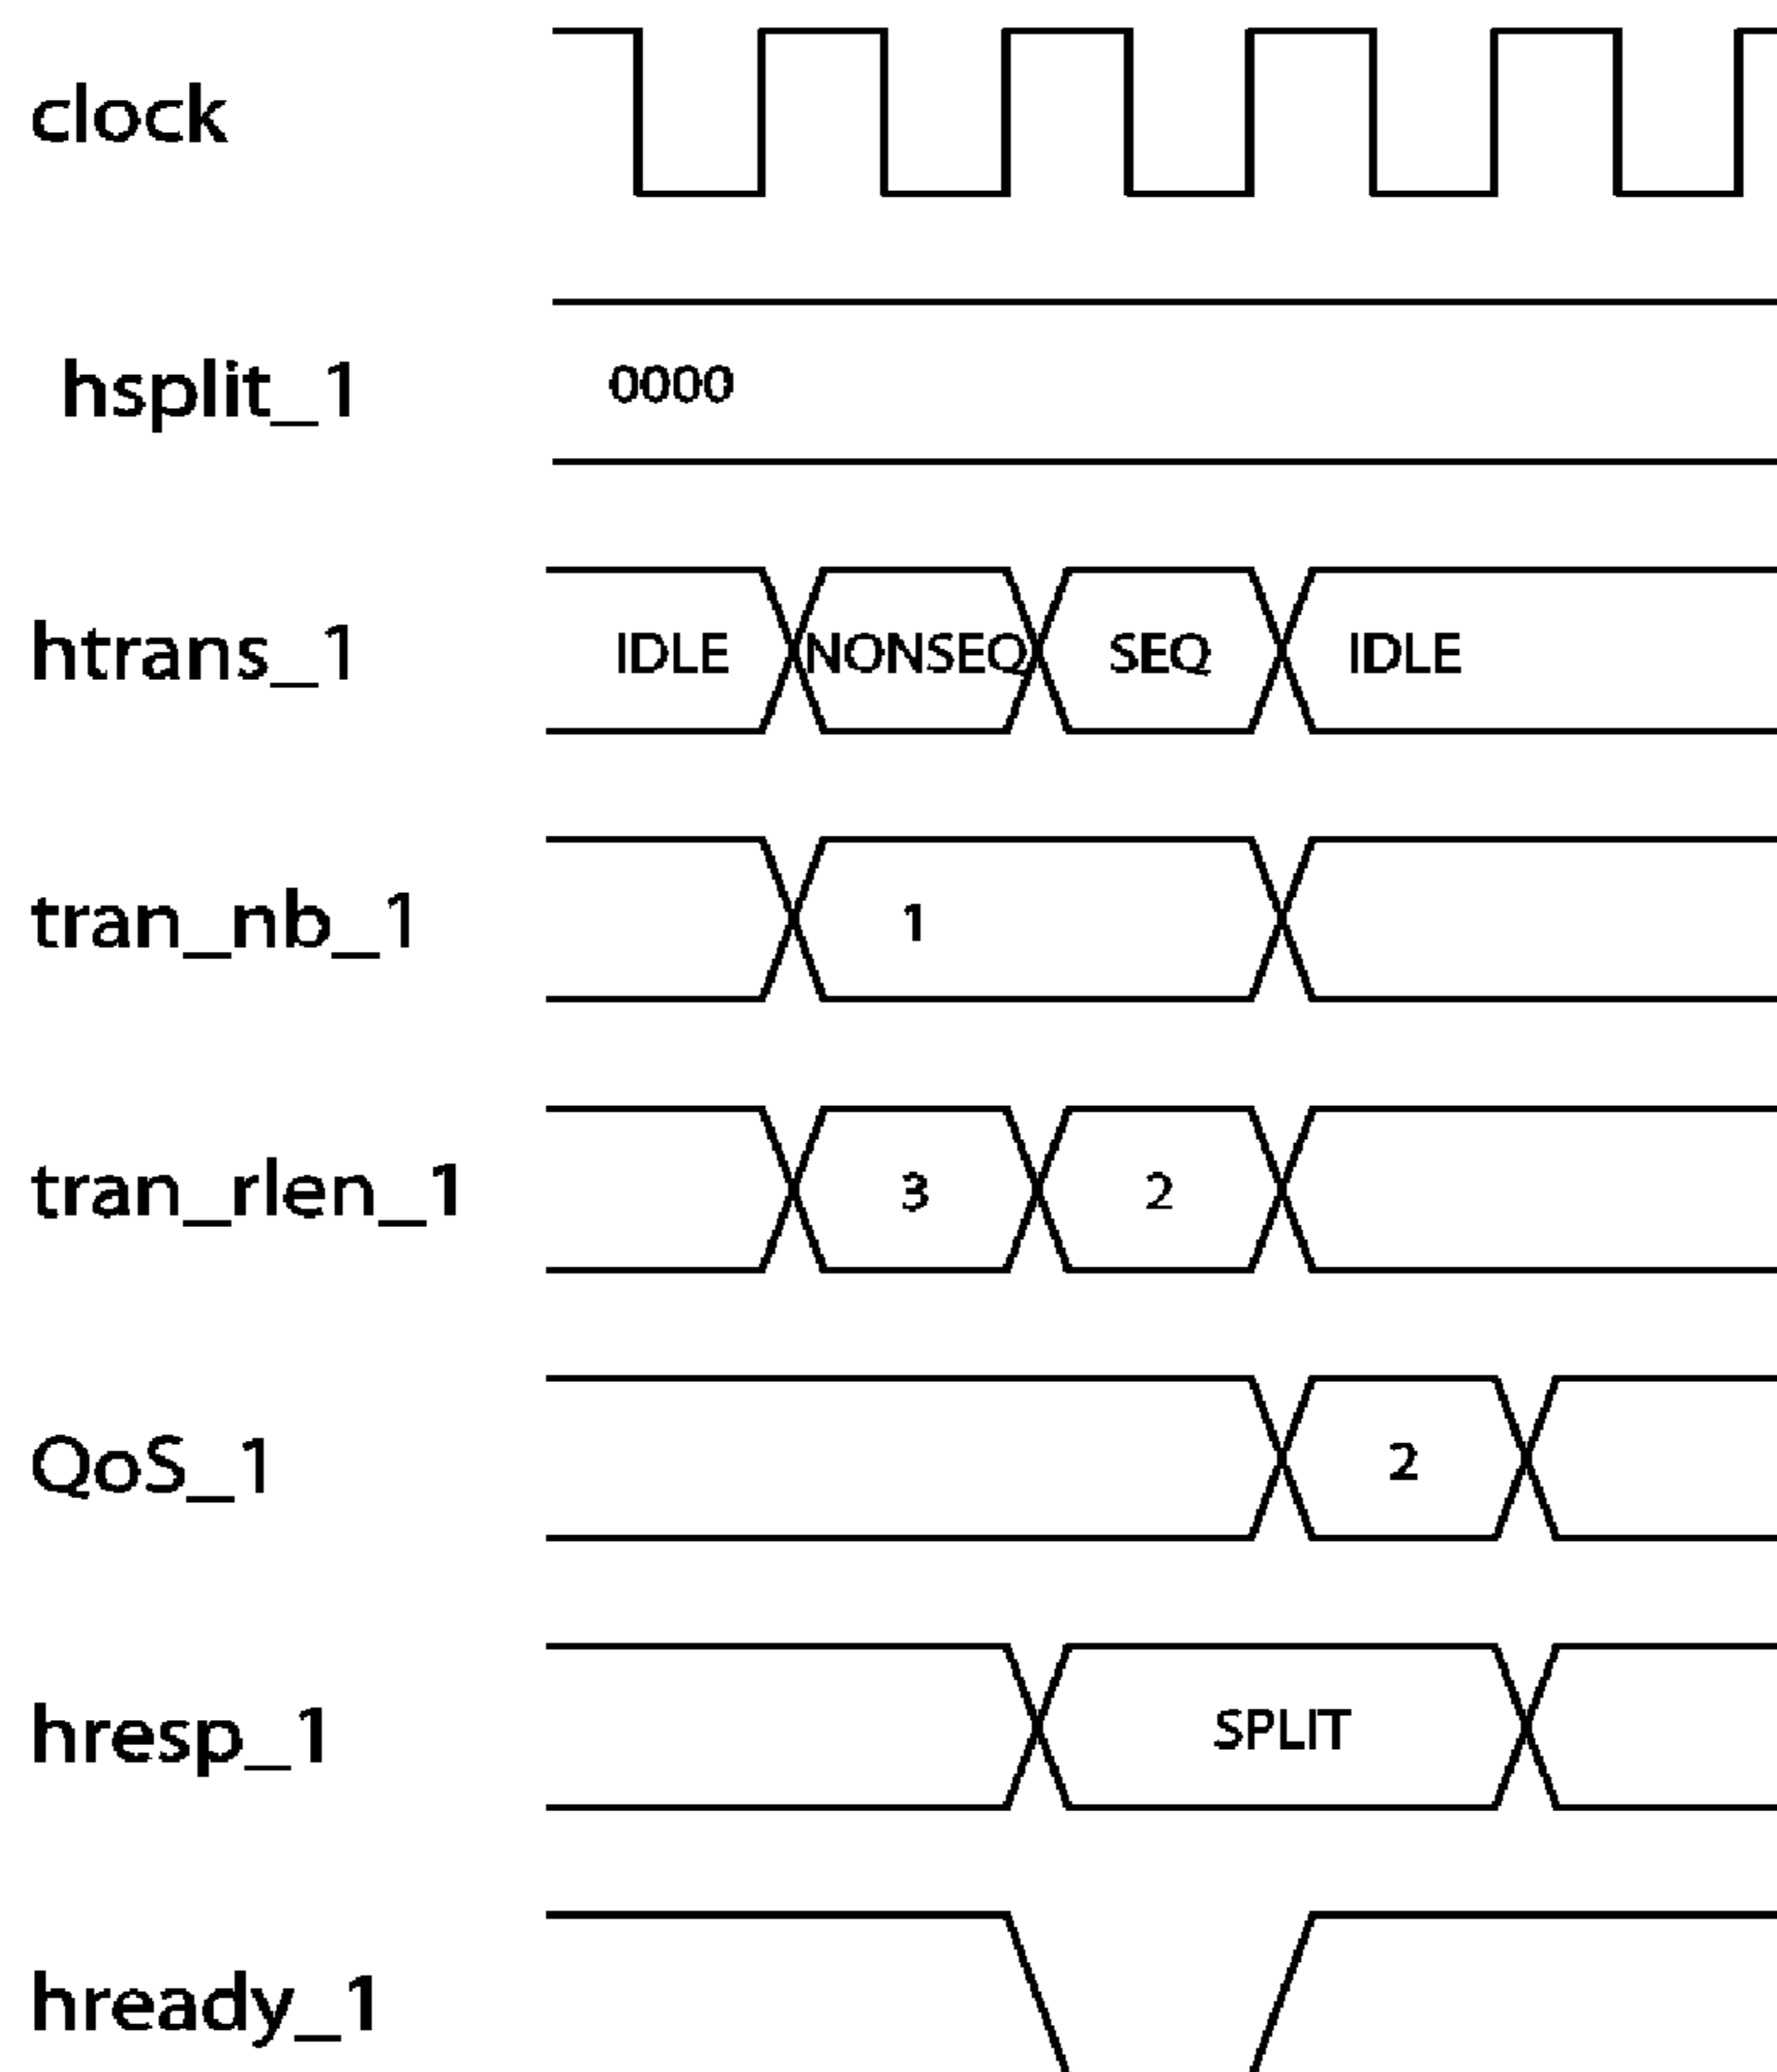 clock
hsplit_1 0000
htrans_1 IDLE NONSEQ SEQ IDLE
tran_nb_1 1
tran_rlen_1 3 2
QoS_1 2
hresp_1 SPLIT
hready_1